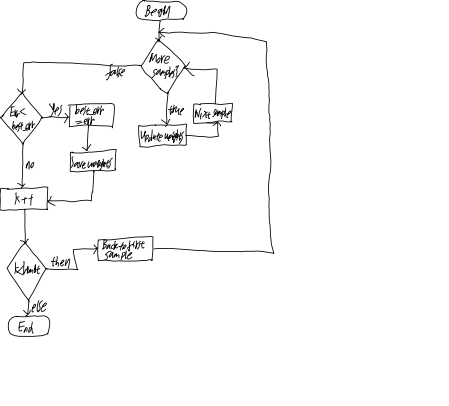 Begin
More
samples?
false
true
Next sample
Update weights
Err<
best_err
Yes
best_err
=err
Save weights
no
k++
k<limit
then
Back to first
sample
else
End